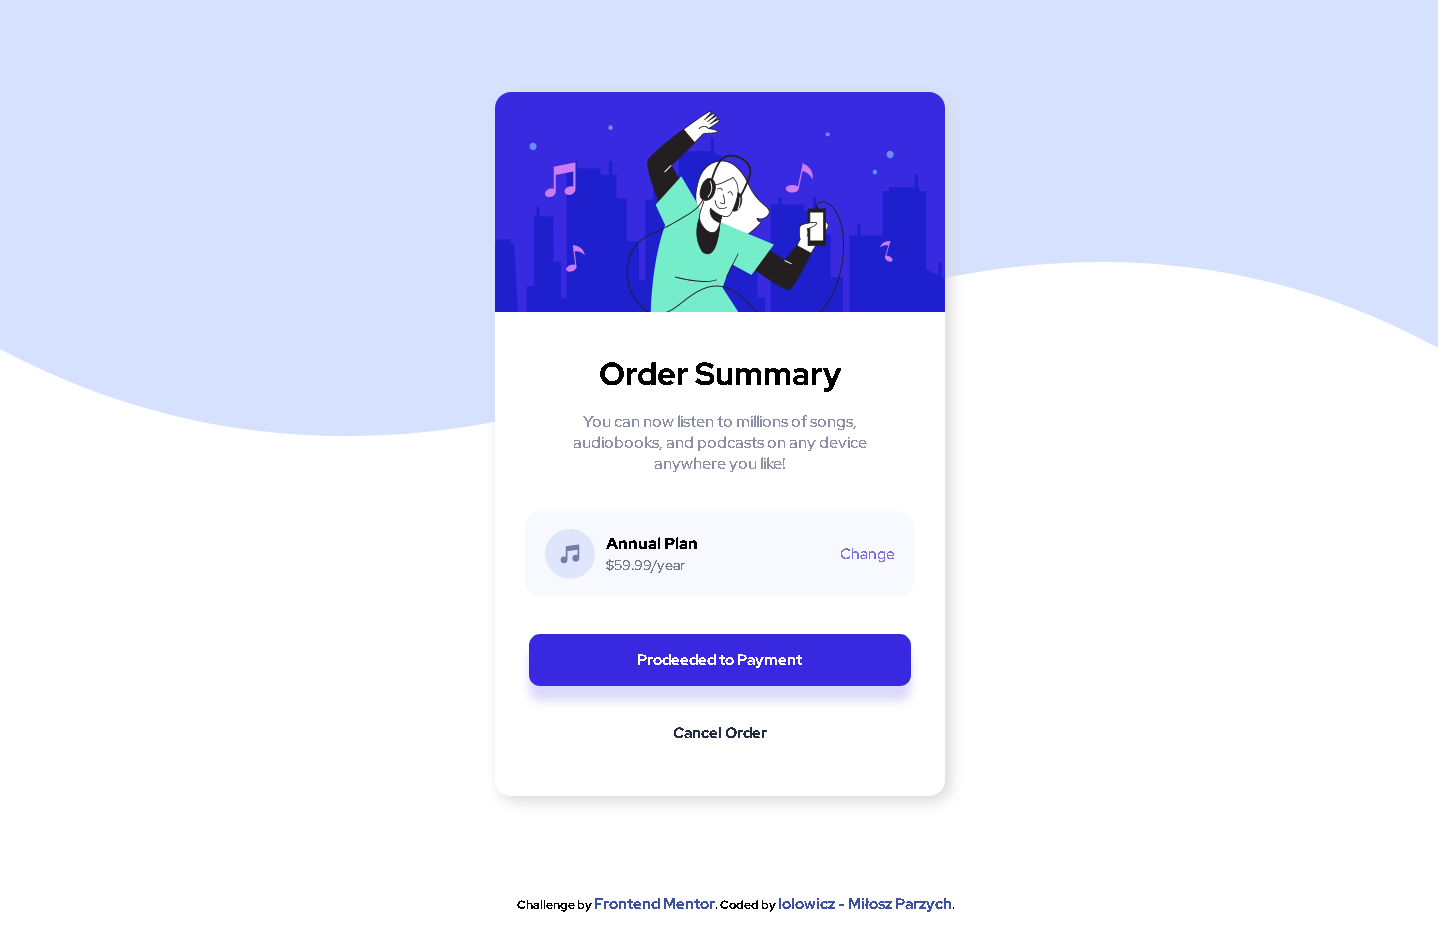 Order Summary
You can now listen to millions of songs,
audiobooks, and podcasts on any device
anywhere you like!
Annual Plan
$59.99/year
Change
Prodeeded to Payment
Cancel Order
Challenge by Frontend Mentor. Coded by lolowicz - Miłosz Parzych.